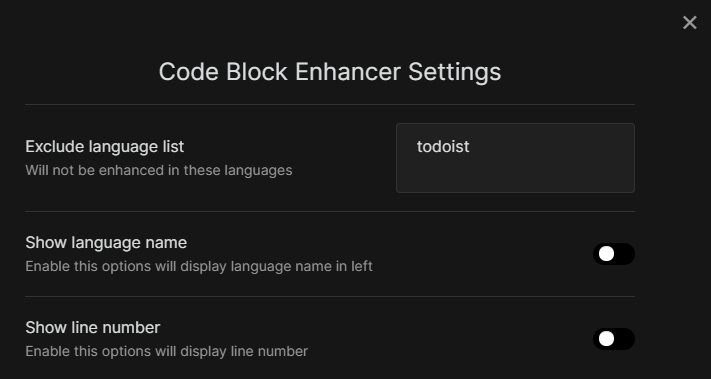 Code Block Enhancer Settings
Exclude language list
todoist
Will not be enhanced in these languages
Show language name
Enable this options will display language name in left
Show line number
Enable this options will display line number